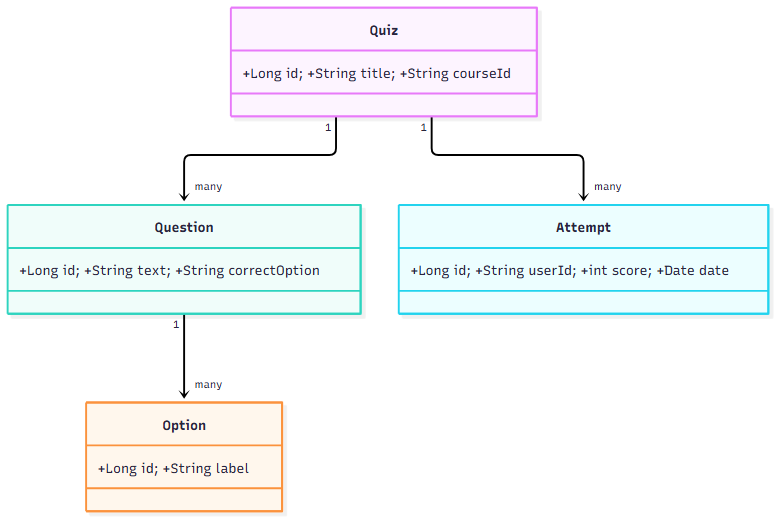 Quiz
+Long id; +String title; +String courseId
1
1
many
many
Question
Attempt
+Long id; +String text; +String correctOption
+Long id; +String userId; +int score; +Date date
1
many
Option
+Long id; +String label